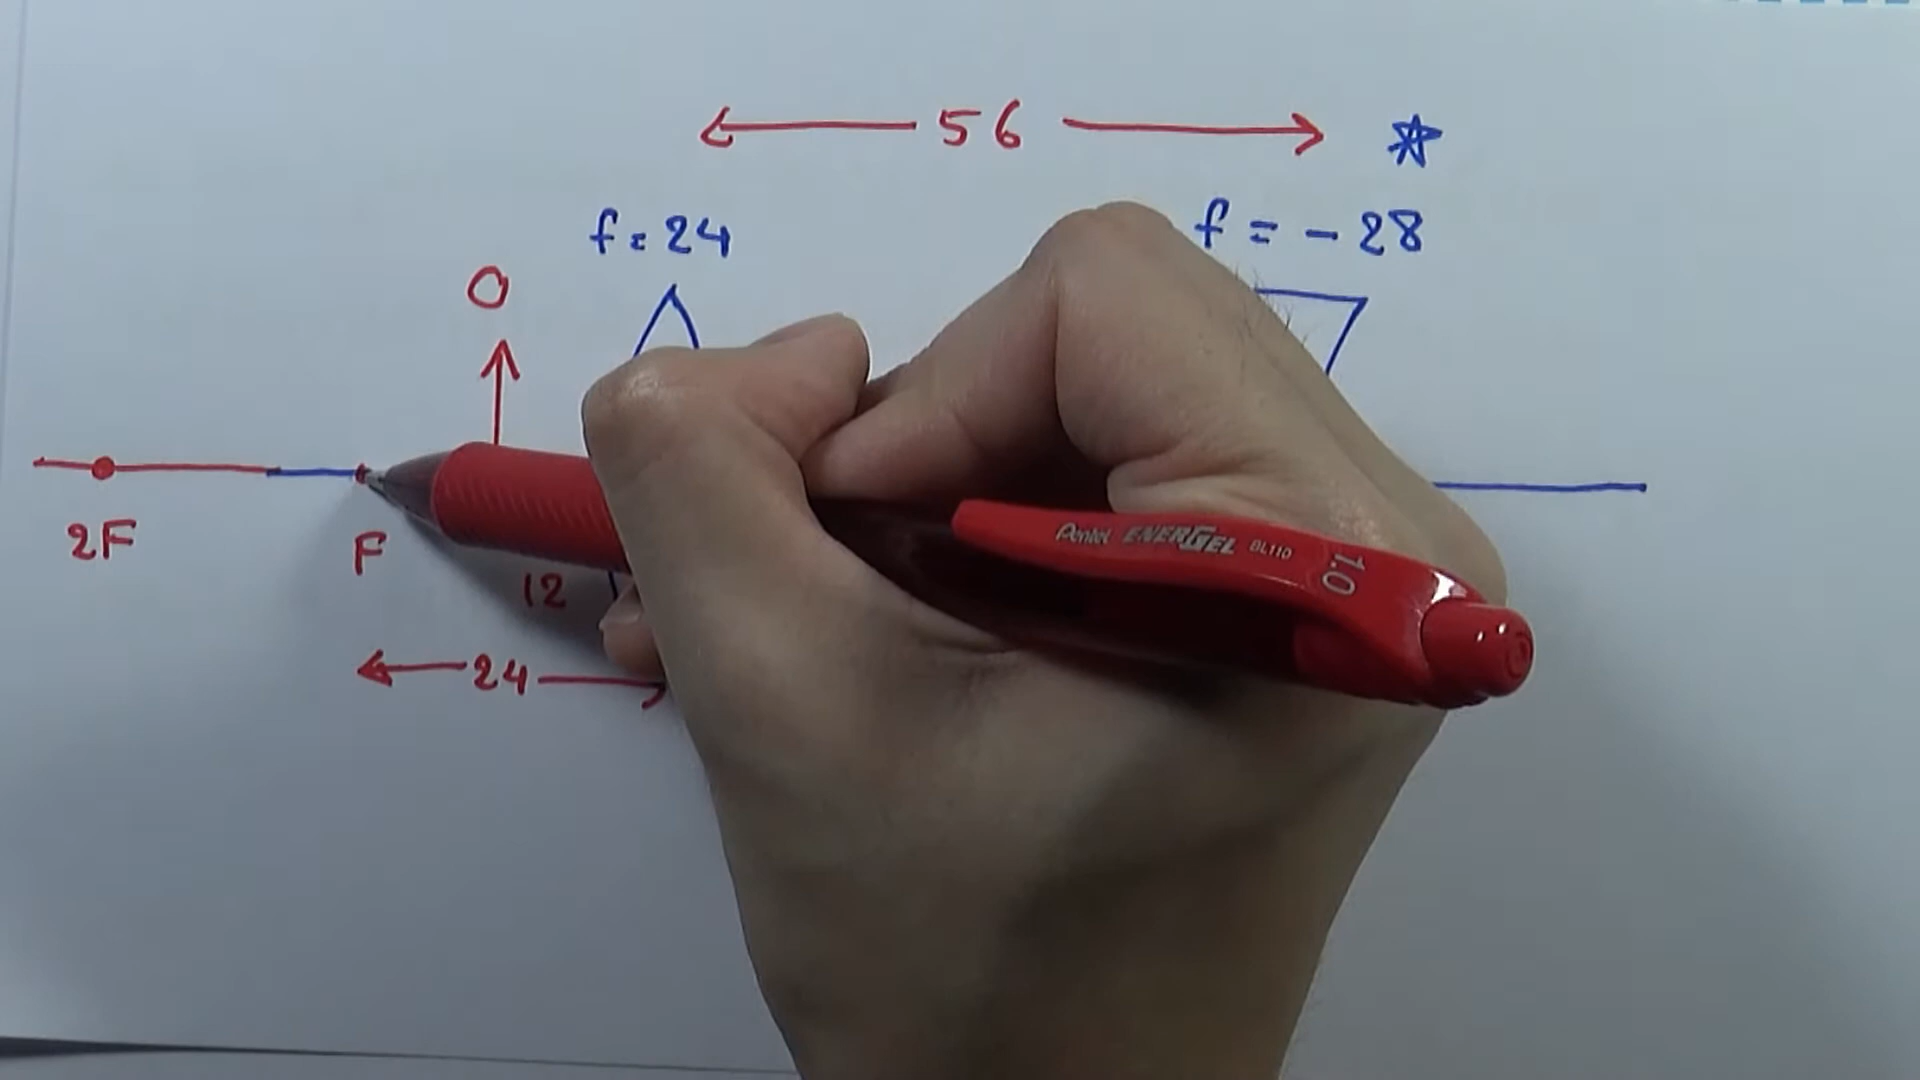 56
f = 24
f = - 28
O
2F
F
12
24
Pentel ENERGEL BL110 1.0